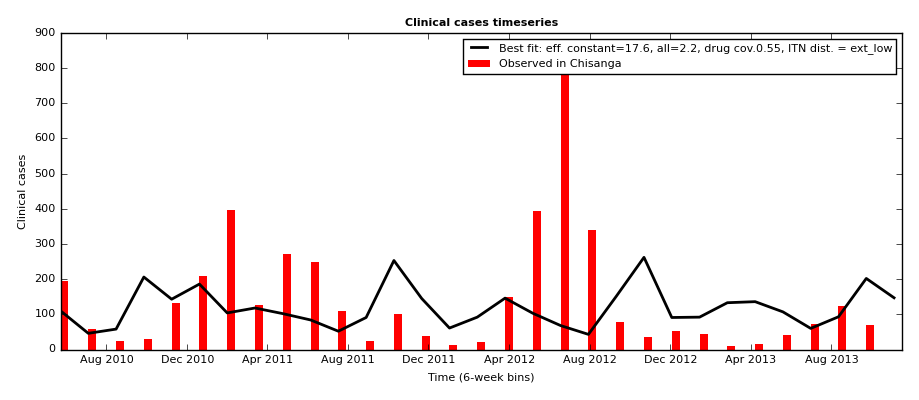 Clinical cases timeseries
Best fit: eff. constant=17.6, all=2.2, drug cov.0.55, ITN dist. = ext_low
Observed in Chisanga
Clinical cases
900
800
700
600
500
400
300
200
100
0
Aug 2010 Dec 2010 Apr 2011 Aug 2011 Dec 2011 Apr 2012 Aug 2012 Dec 2012 Apr 2013 Aug 2013
Time (6-week bins)